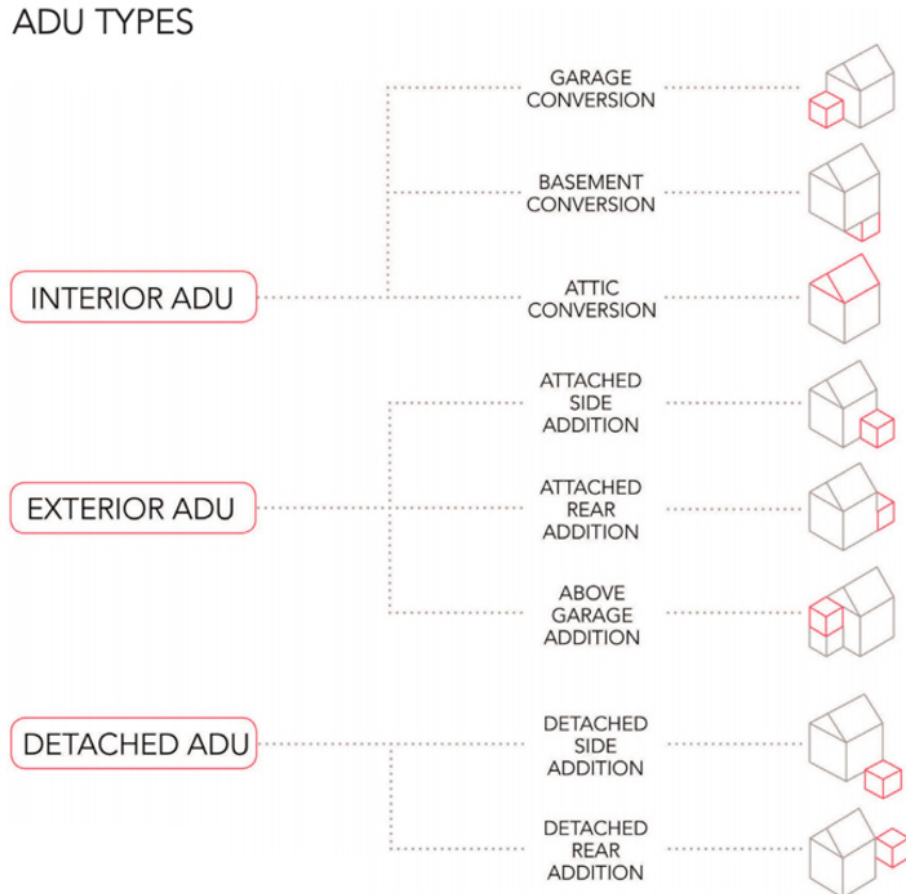 ADU TYPES
GARAGE
CONVERSION
BASEMENT
CONVERSION
INTERIOR ADU
ATTIC
CONVERSION
ATTACHED
SIDE
ADDITION
EXTERIOR ADU
ATTACHED
REAR
ADDITION
ABOVE
GARAGE
ADDITION
DETACHED ADU
DETACHED
SIDE
ADDITION
DETACHED
REAR
ADDITION